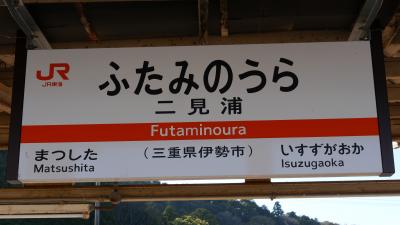 JR
JR東海
ふたみのうら
二見浦
Futaminoura
まつした
Matsushita
（三重県伊勢市）
いすずがおか
Isuzugaoka